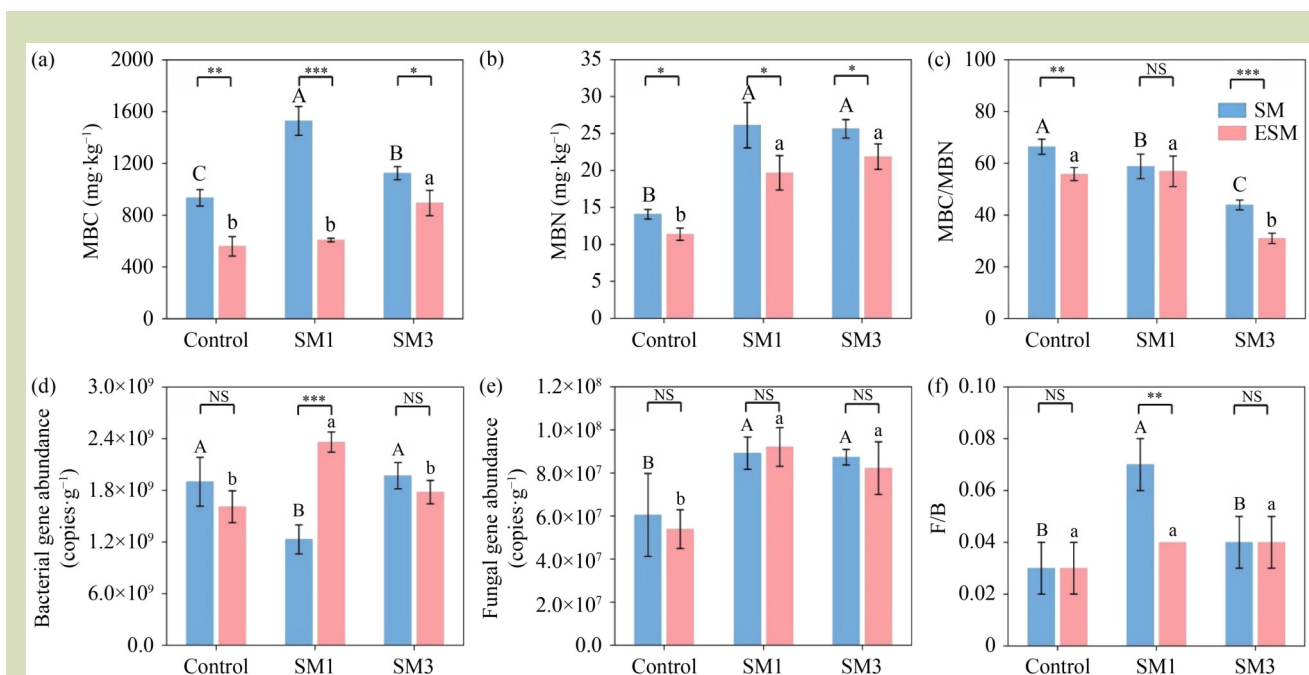 (a)
2000
1600
1200
800
400
0
MBC (mg·kg⁻¹)
**
***
*
C
b
A
b
B
a
Control
SM1
SM3
(b)
35
30
25
20
15
10
5
0
MBN (mg·kg⁻¹)
*
*
*
B
b
A
a
A
a
Control
SM1
SM3
(c)
100
80
60
40
20
0
MBC/MBN
**
NS
***
SM
ESM
A
a
B
a
C
b
Control
SM1
SM3
(d)
3.0×10⁹
2.4×10⁹
1.8×10⁹
1.2×10⁹
6.0×10⁹
0.0
Bacterial gene abundance
(copies·g⁻¹)
NS
***
NS
A
b
B
a
A
b
Control
SM1
SM3
(e)
1.2×10⁸
1.0×10⁸
8.0×10⁷
6.0×10⁷
4.0×10⁷
2.0×10⁷
0.0
Fungal gene abundance
(copies·g⁻¹)
NS
NS
NS
B
b
A
a
A
a
Control
SM1
SM3
(f)
0.10
0.08
0.06
0.04
0.02
0
F/B
NS
**
NS
B
a
A
a
B
a
Control
SM1
SM3